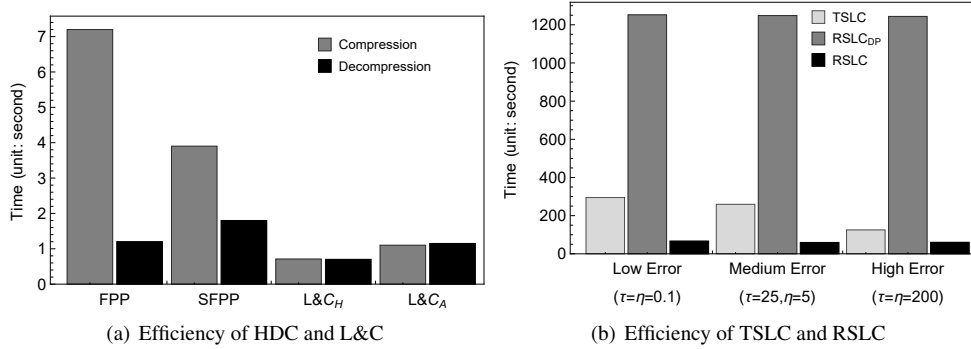 7
6
5
4
3
2
1
0
Time (unit: second)
Compression
Decompression
FPP SFPP L&C_H L&C_A
(a) Efficiency of HDC and L&C
1200
1000
800
600
400
200
0
Time (unit: second)
TSLC
RSLC_DP
RSLC
Low Error Medium Error High Error
(τ=η=0.1) (τ=25,η=5) (τ=η=200)
(b) Efficiency of TSLC and RSLC